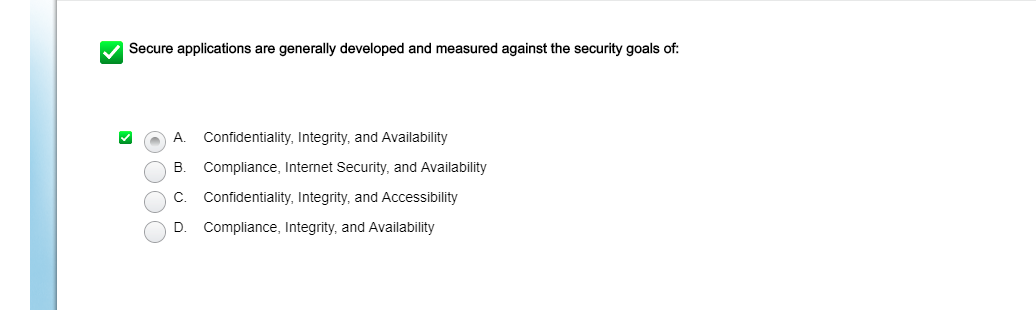 Secure applications are generally developed and measured against the security goals of:
A. Confidentiality, Integrity, and Availability
B. Compliance, Internet Security, and Availability
C. Confidentiality, Integrity, and Accessibility
D. Compliance, Integrity, and Availability